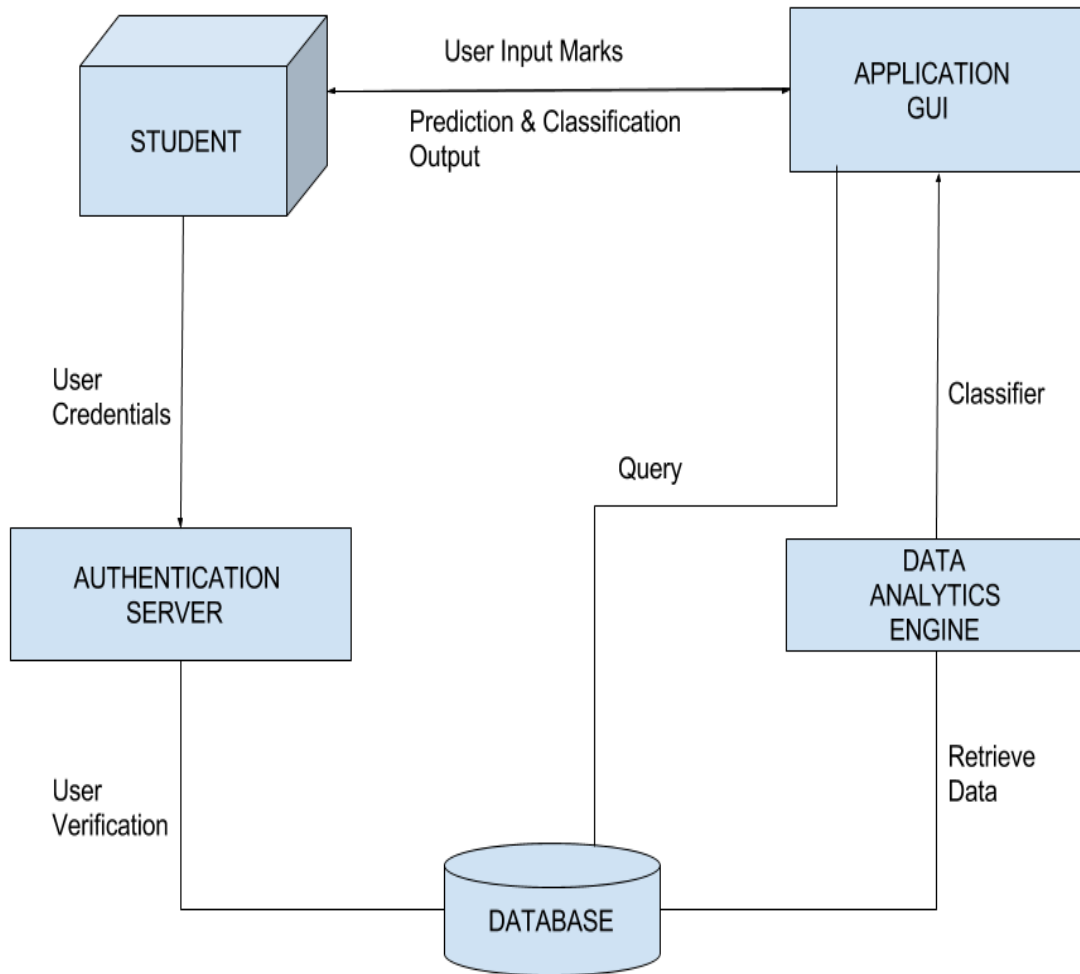 User Input Marks
APPLICATION
GUI
STUDENT
Prediction & Classification
Output
User
Credentials
Classifier
Query
AUTHENTICATION
SERVER
DATA
ANALYTICS
ENGINE
User
Verification
Retrieve
Data
DATABASE